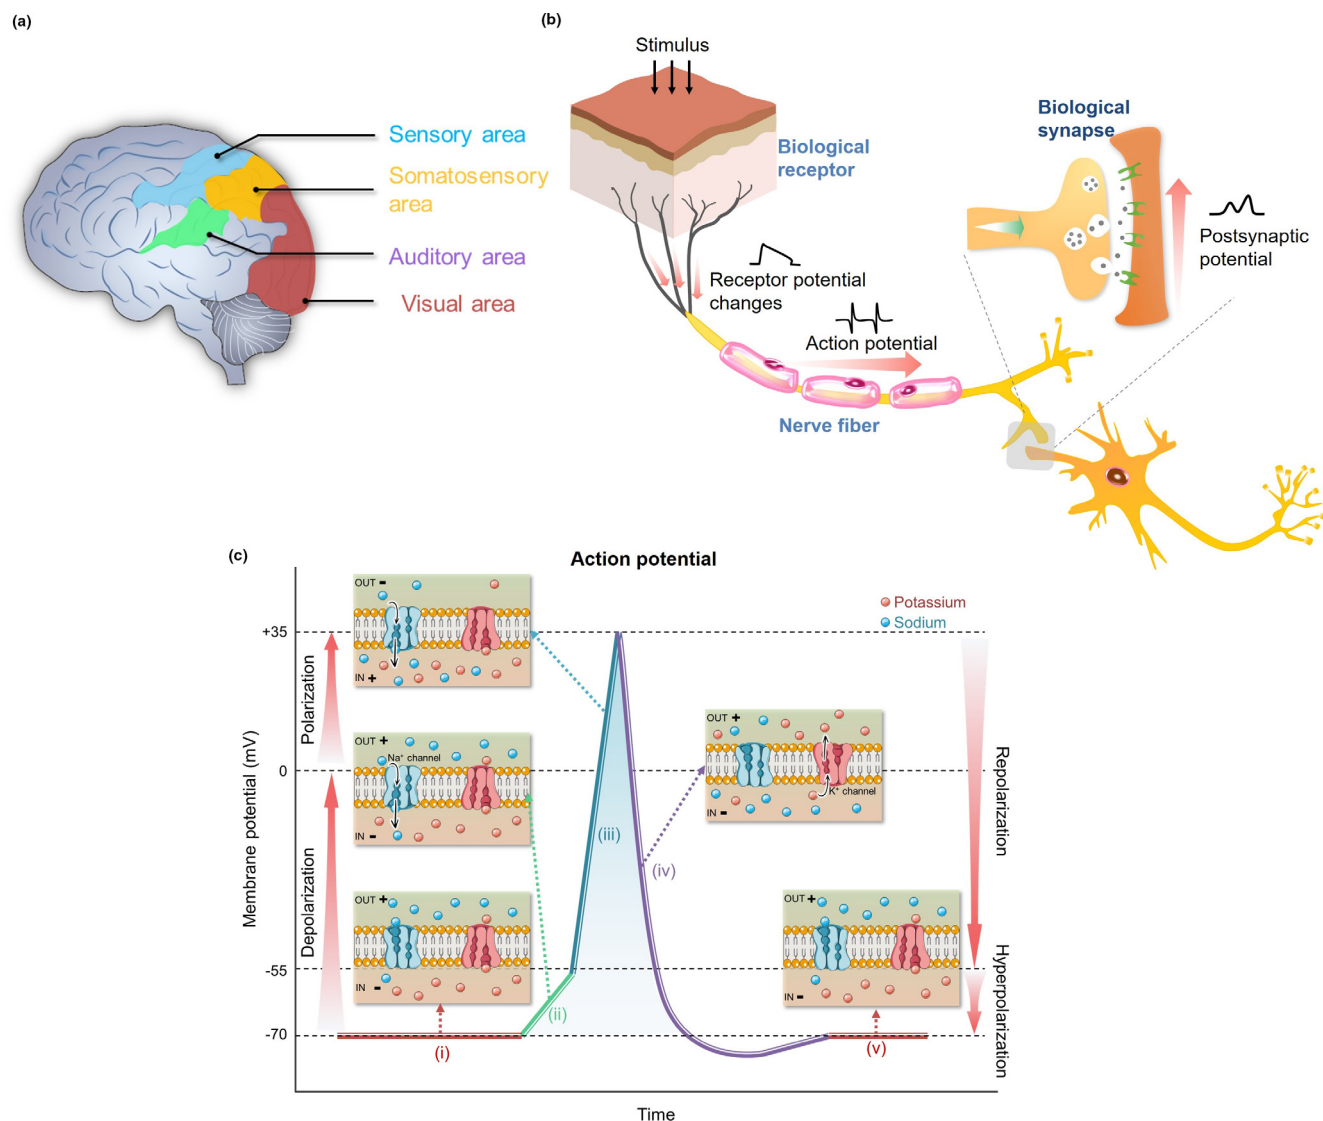 (a)
Sensory area
Somatosensory
area
Auditory area
Visual area
(b)
Stimulus
Biological
receptor
Receptor potential
changes
Action potential
Nerve fiber
Biological
synapse
Postsynaptic
potential
(c)
Action potential
Potassium
Sodium
Membrane potential (mV)
+35
0
-55
-70
Polarization
Depolarization
OUT -
IN +
OUT +
Na⁺ channel
IN -
OUT +
IN -
OUT +
K⁺ channel
IN -
OUT +
IN -
(i)
(ii)
(iii)
(iv)
(v)
Repolarization
Hyperpolarization
Time